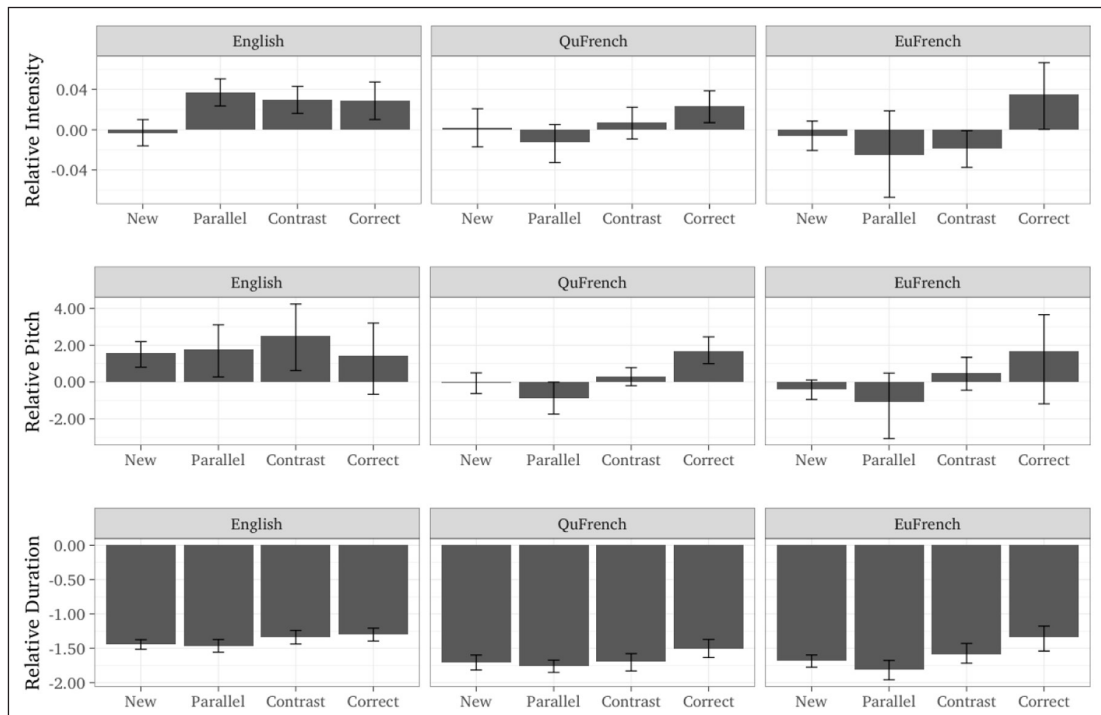 English QuFrench EuFrench
Relative Intensity
0.04
0.00
-0.04
New Parallel Contrast Correct New Parallel Contrast Correct New Parallel Contrast Correct
English QuFrench EuFrench
Relative Pitch
4.00
2.00
0.00
-2.00
New Parallel Contrast Correct New Parallel Contrast Correct New Parallel Contrast Correct
English QuFrench EuFrench
Relative Duration
0.00
-0.50
-1.00
-1.50
-2.00
New Parallel Contrast Correct New Parallel Contrast Correct New Parallel Contrast Correct